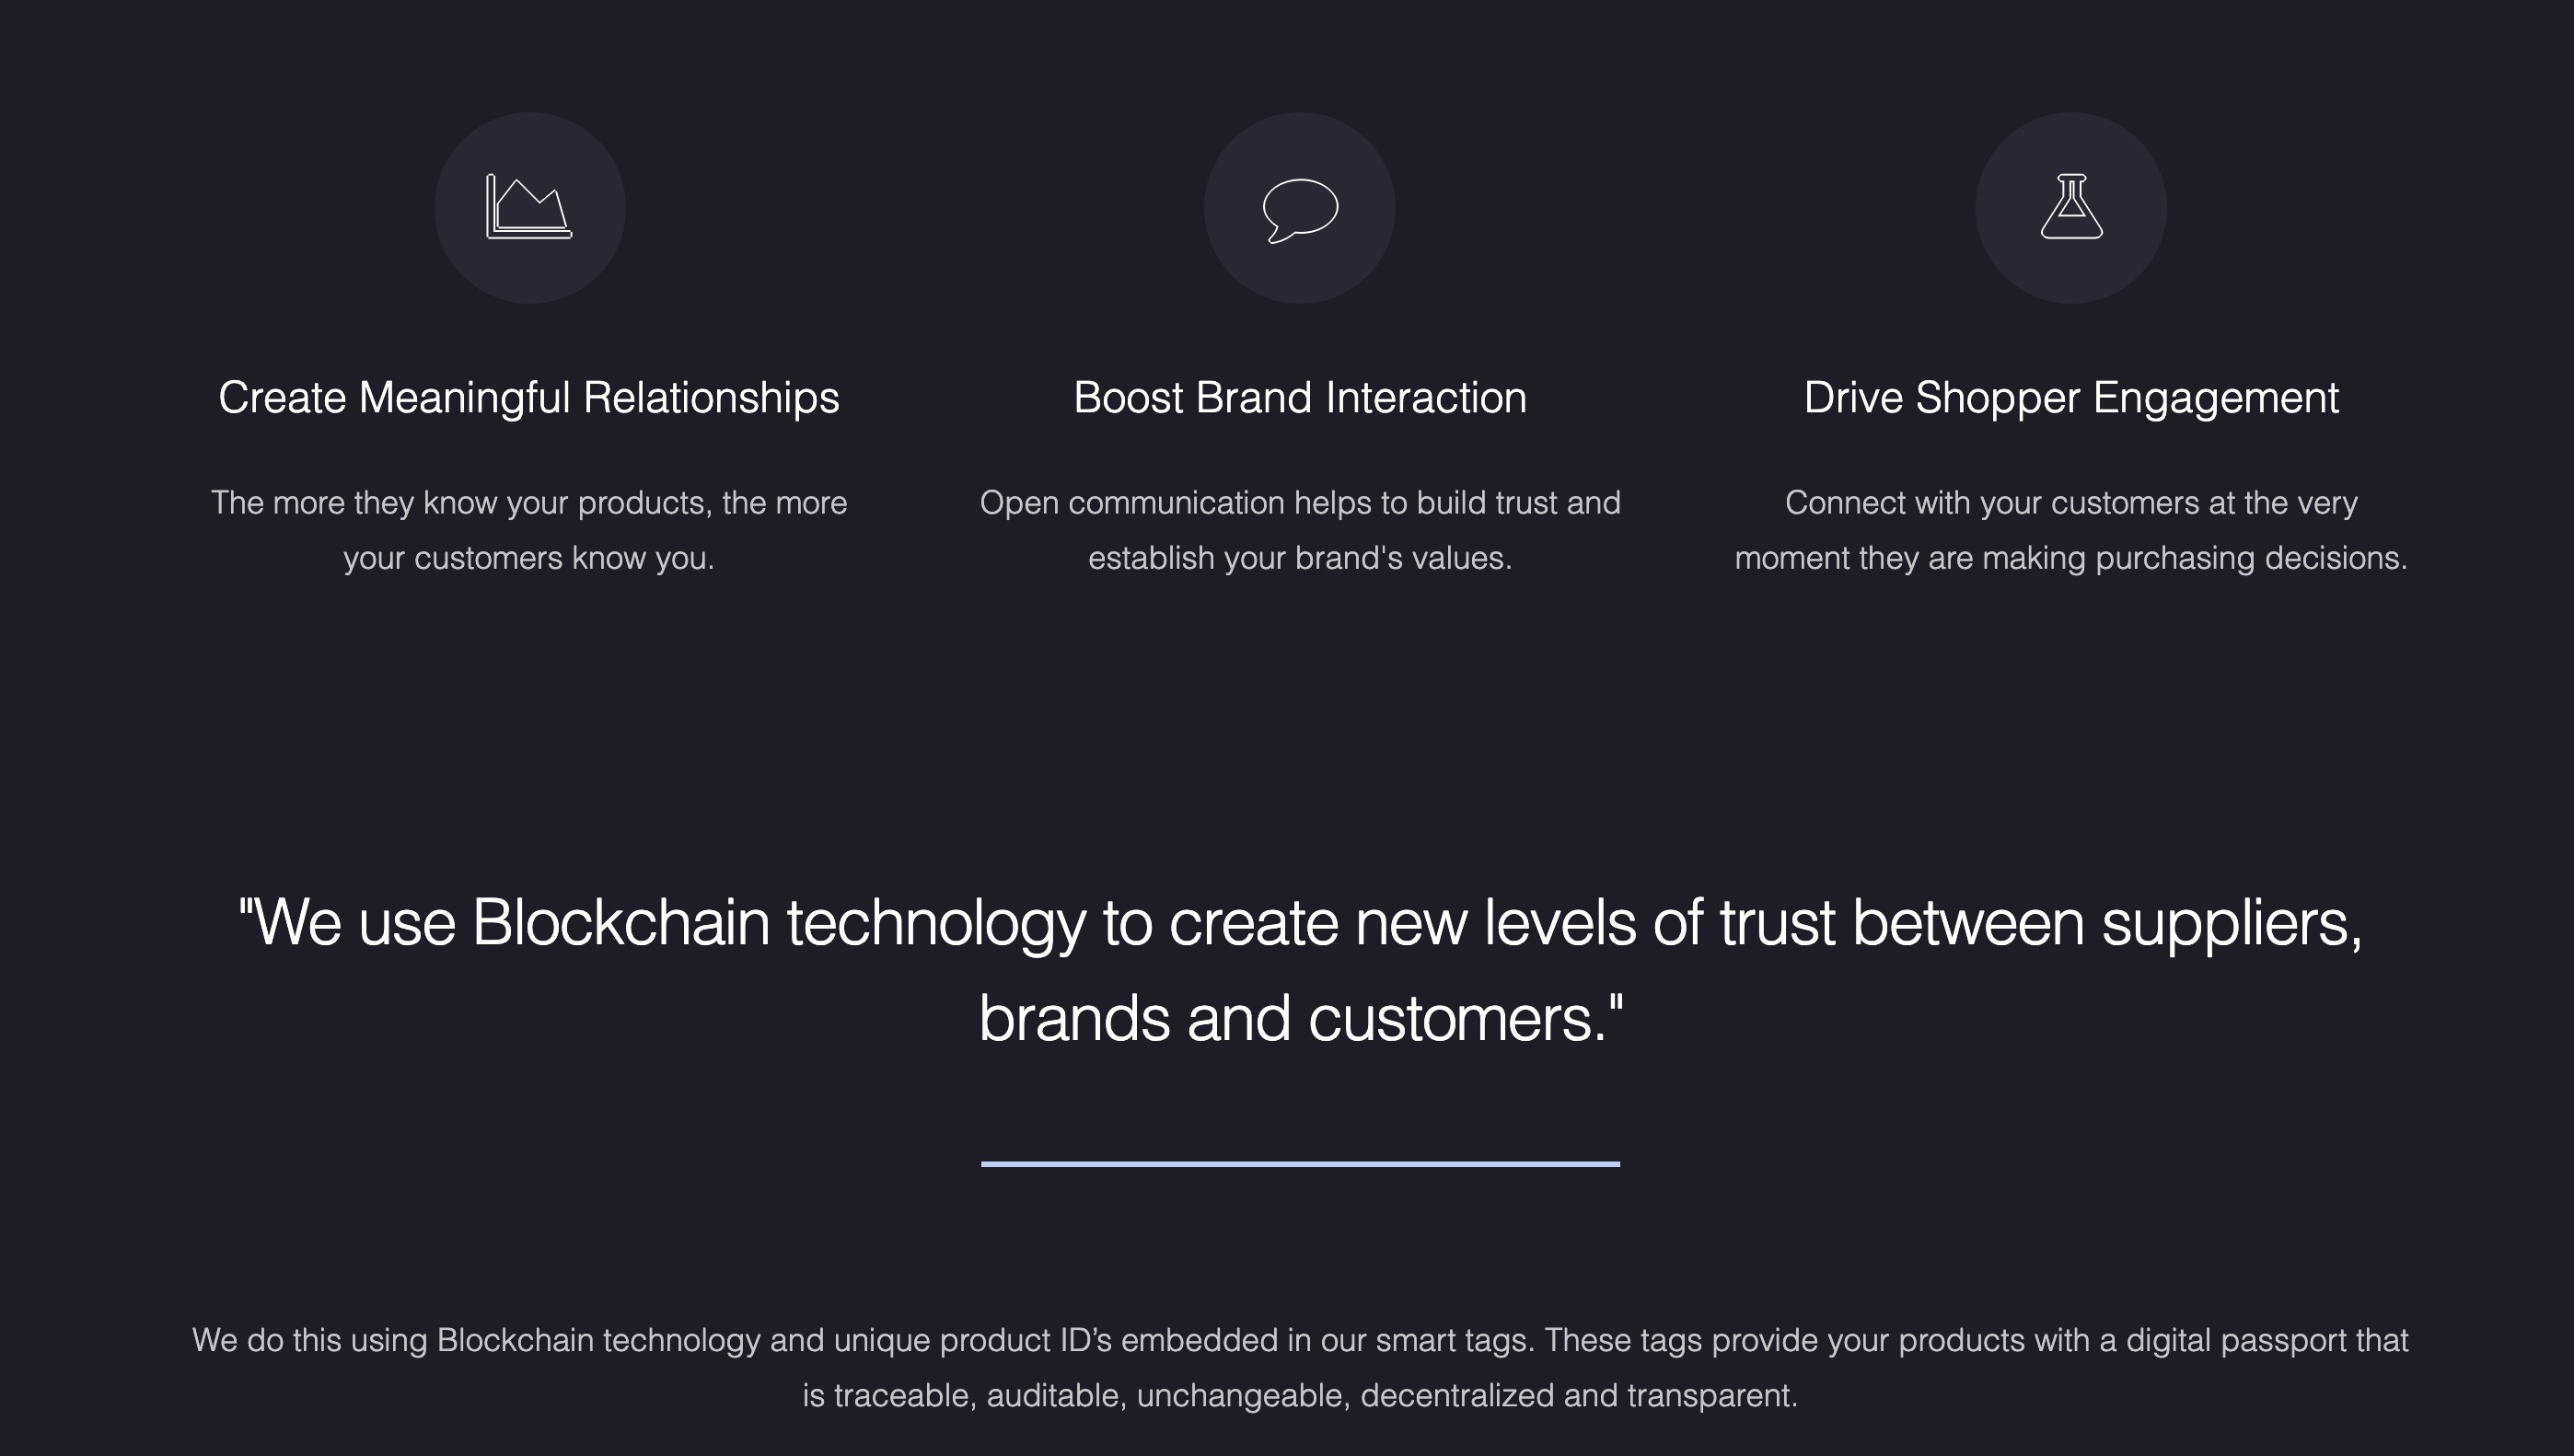 Create Meaningful Relationships
The more they know your products, the more
your customers know you.
Boost Brand Interaction
Open communication helps to build trust and
establish your brand's values.
Drive Shopper Engagement
Connect with your customers at the very
moment they are making purchasing decisions.
"We use Blockchain technology to create new levels of trust between suppliers,
brands and customers."
We do this using Blockchain technology and unique product ID’s embedded in our smart tags. These tags provide your products with a digital passport that
is traceable, auditable, unchangeable, decentralized and transparent.